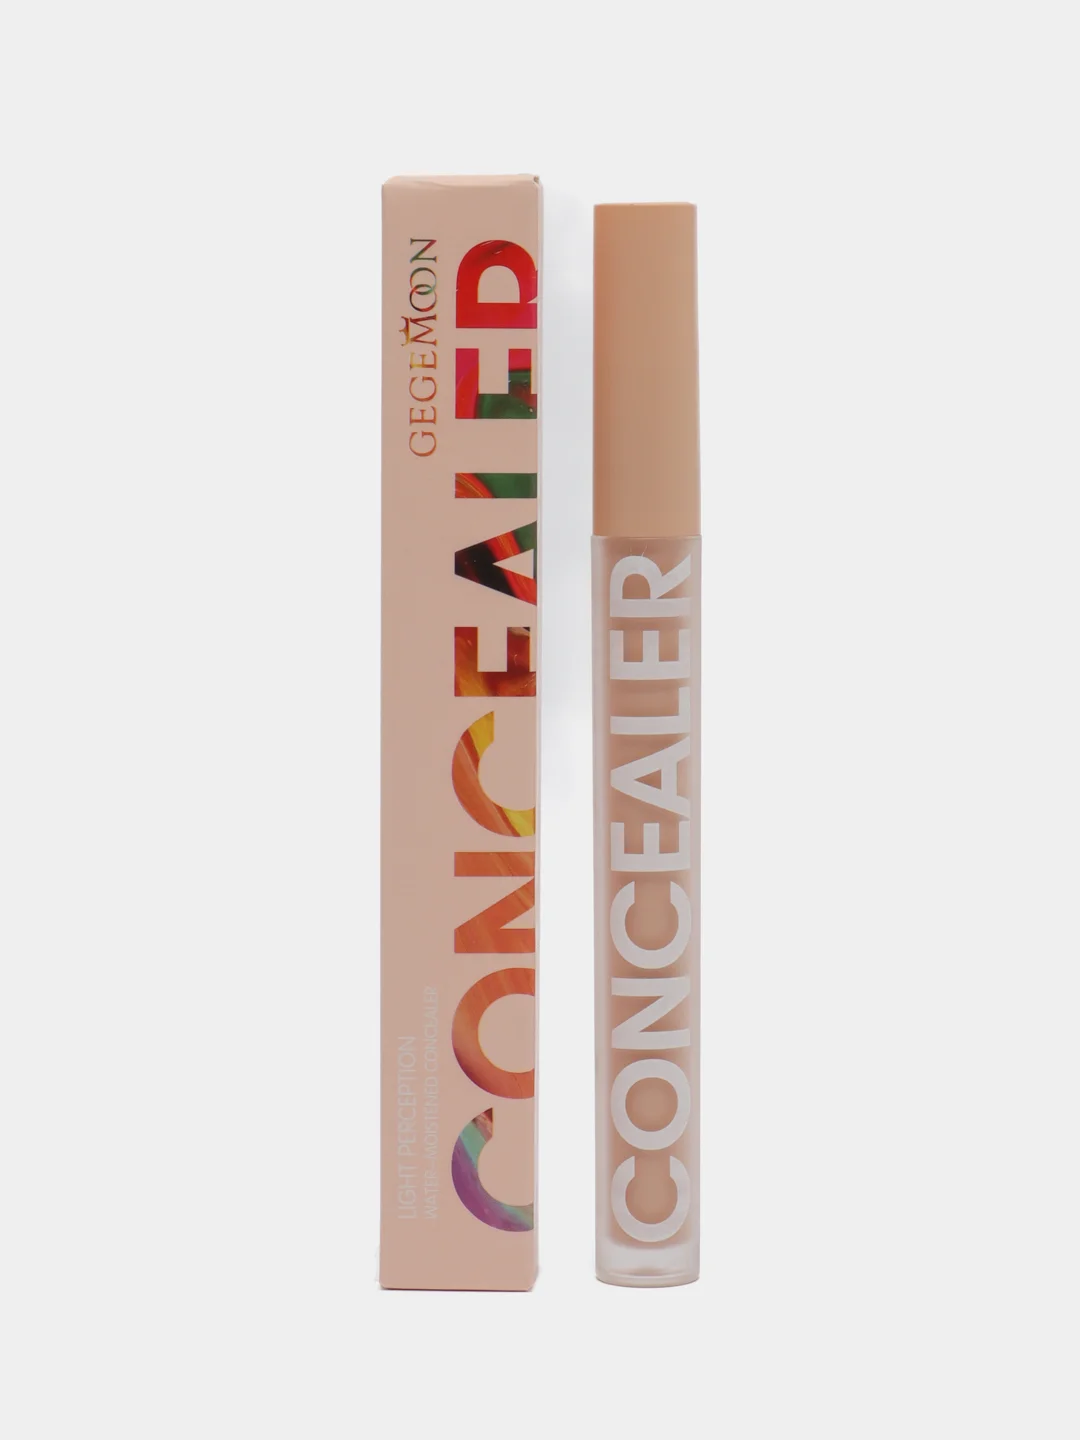 GEGEMOON
CONCEALER
LIGHT PERCEPTION
WATER-MOISTENED CONCEALER
CONCEALER